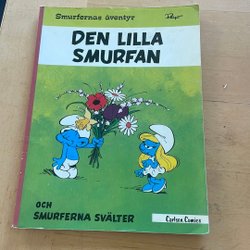 Smurfernas äventyr
Peyo
DEN LILLA
SMURFAN
OCH
SMURFERNA SVÄLTER
Carlsen Comics